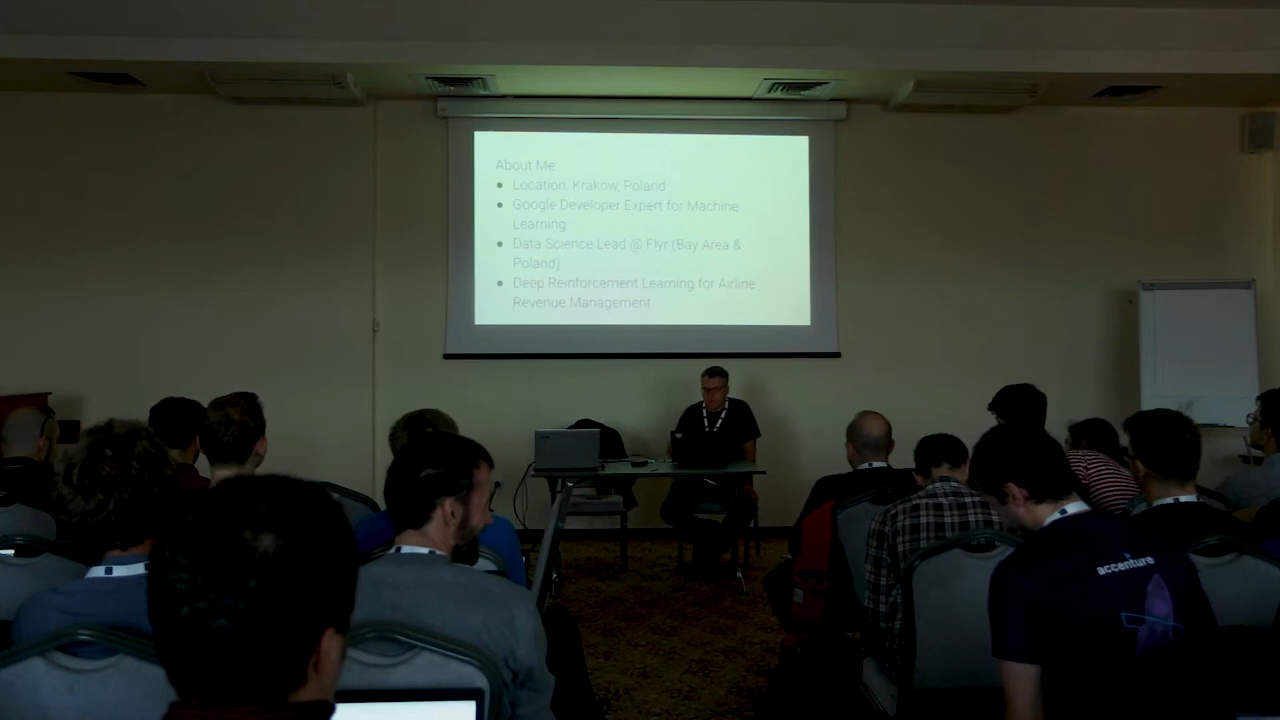 About Me:
● Location: Krakow, Poland
● Google Developer Expert for Machine
Learning
● Data Science Lead @ Flyr (Bay Area &
Poland)
● Deep Reinforcement Learning for Airline
Revenue Management
accenture